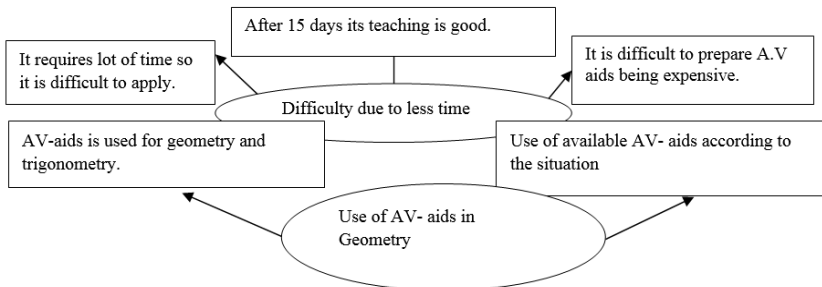 After 15 days its teaching is good.
It requires lot of time so
it is difficult to apply.
It is difficult to prepare A.V
aids being expensive.
Difficulty due to less time
AV-aids is used for geometry and
trigonometry.
Use of available AV- aids according to
the situation
Use of AV- aids in
Geometry